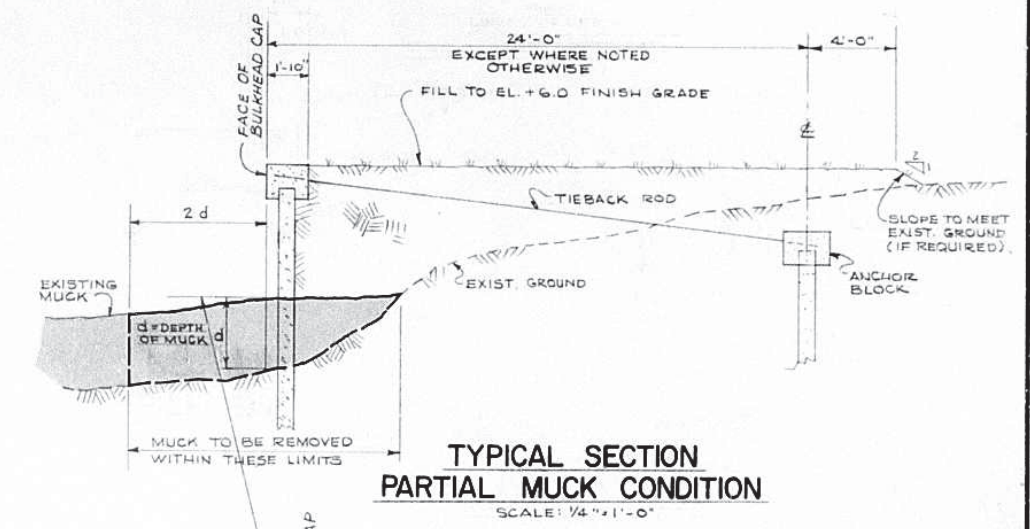 24'-0"
4'-0"
EXCEPT WHERE NOTED
OTHERWISE
1'-10"
FACE OF
BULKHEAD CAP
FILL TO EL. +6.0 FINISH GRADE
℄
2
1
2 d
TIEBACK ROD
SLOPE TO MEET
EXIST. GROUND
(IF REQUIRED).
EXISTING
MUCK
EXIST. GROUND
ANCHOR
BLOCK
d=DEPTH
OF MUCK
d
MUCK TO BE REMOVED
WITHIN THESE LIMITS
TYPICAL SECTION
PARTIAL MUCK CONDITION
SCALE: 1/4"=1'-0"
AP